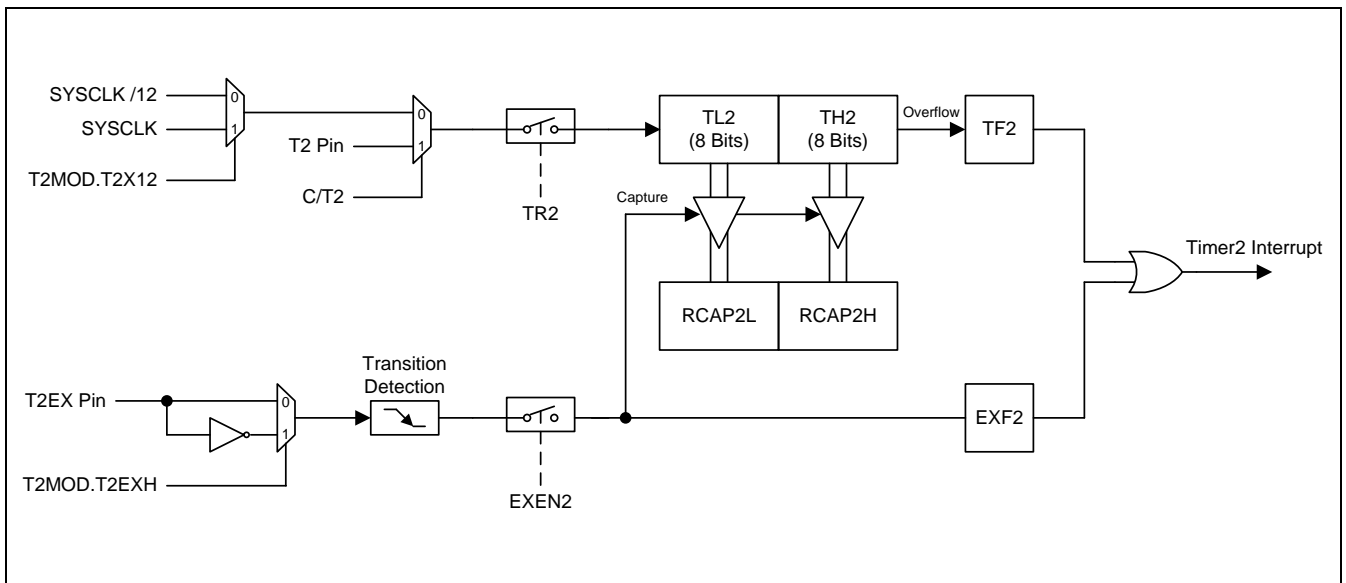 SYSCLK /12
SYSCLK
T2MOD.T2X12
0
1
T2 Pin
C/T2
0
1
TR2
TL2
(8 Bits)
TH2
(8 Bits)
Overflow
TF2
Capture
RCAP2L
RCAP2H
Timer2 Interrupt
T2EX Pin
T2MOD.T2EXH
0
1
Transition
Detection
EXEN2
EXF2